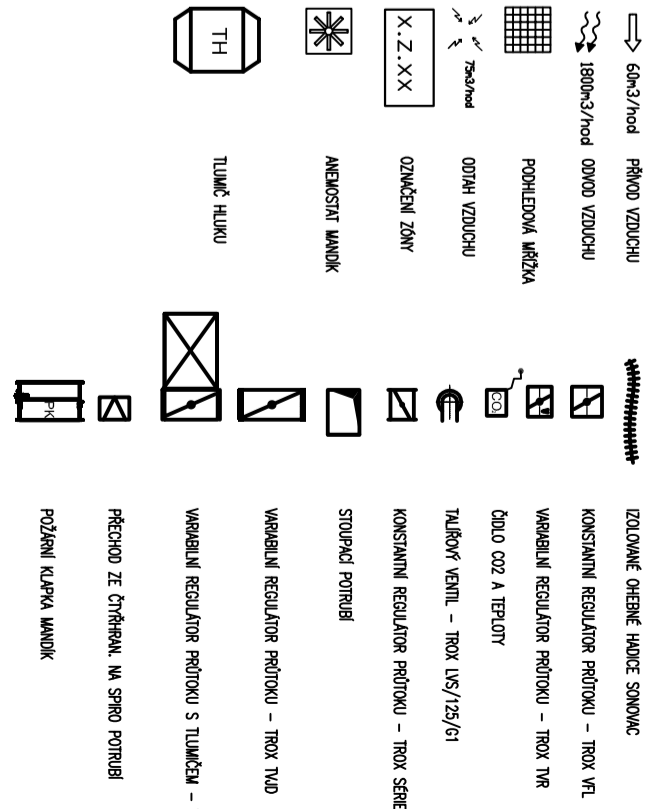 60m3/hod PŘÍVOD VZDUCHU
1800m3/hod ODVOD VZDUCHU
PODHLEDOVÁ MŘÍŽKA
75m3/hod ODTAH VZDUCHU
X.Z.XX OZNAČENÍ ZÓNY
ANEMOSTAT MANDÍK
TH TLUMIČ HLUKU
IZOLOVANÉ OHEBNÉ HADICE SONOVAC
KONSTANTNÍ REGULÁTOR PRŮTOKU – TROX VFL
VARIABILNÍ REGULÁTOR PRŮTOKU – TROX TVR
CO₂ ČIDLO CO2 A TEPLOTY
TALÍŘOVÝ VENTIL – TROX LVS/125/G1
KONSTANTNÍ REGULÁTOR PRŮTOKU – TROX SÉRIE
STOUPACÍ POTRUBÍ
VARIABILNÍ REGULÁTOR PRŮTOKU – TROX TVJD
VARIABILNÍ REGULÁTOR PRŮTOKU S TLUMIČEM –
PŘECHOD ZE ČTYŘHRAN. NA SPIRO POTRUBÍ
PK POŽÁRNÍ KLAPKA MANDÍK